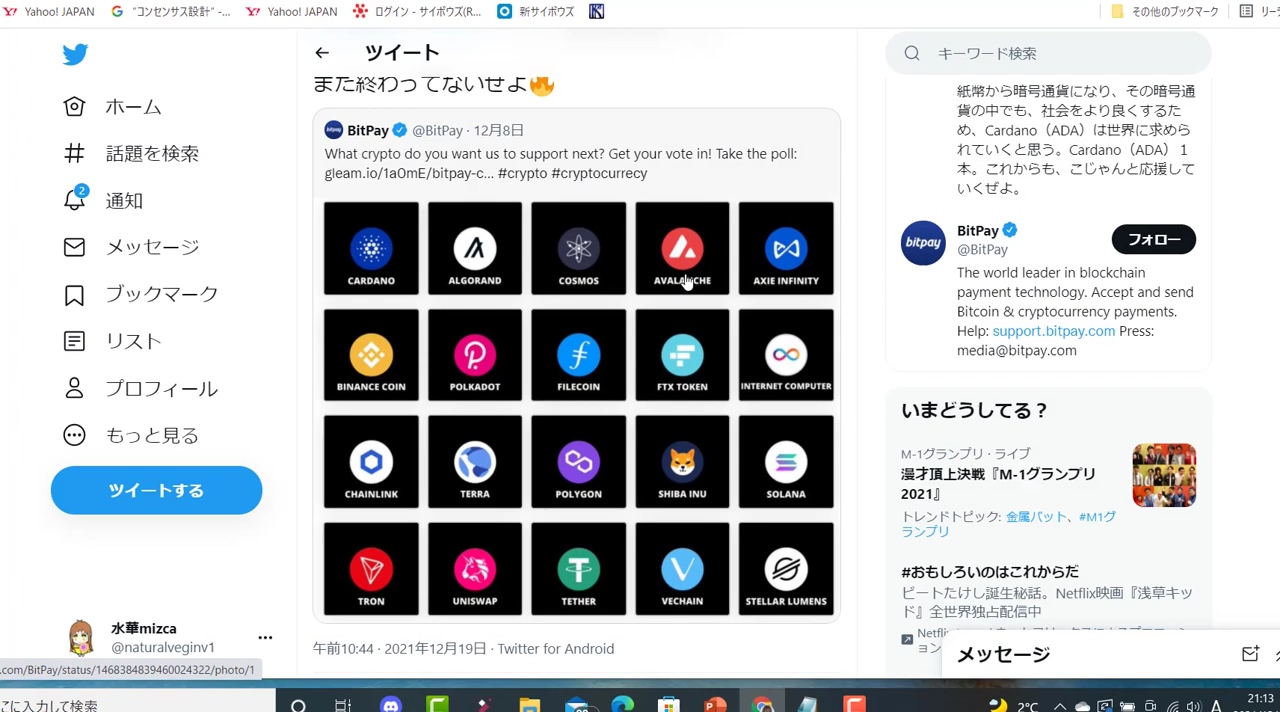 Yahoo! JAPAN
"コンセンサス設計" -...
Yahoo! JAPAN
ログイン - サイボウズ(R...
新サイボウズ
その他のブックマーク
ツイート
キーワード検索
まだ終わってないぜよ🔥
ホーム
話題を検索
2
通知
メッセージ
ブックマーク
リスト
プロフィール
もっと見る
ツイートする
水華mizca
@naturalveginv1
bitpay
BitPay @BitPay · 12月8日
What crypto do you want us to support next? Get your vote in! Take the poll:
gleam.io/1a0mE/bitpay-c... #crypto #cryptocurrecy
CARDANO
ALGORAND
COSMOS
AVALANCHE
AXIE INFINITY
BINANCE COIN
POLKADOT
FILECOIN
FTX TOKEN
INTERNET COMPUTER
CHAINLINK
TERRA
POLYGON
SHIBA INU
SOLANA
TRON
UNISWAP
TETHER
VECHAIN
STELLAR LUMENS
午前10:44 · 2021年12月19日 · Twitter for Android
紙幣から暗号通貨になり、その暗号通
貨の中でも、社会をより良くするた
め、Cardano（ADA）は世界に求めら
れていくと思う。Cardano（ADA）1
本。これからも、こじゃんと応援して
いくぜよ。
bitpay
BitPay
@BitPay
フォロー
The world leader in blockchain
payment technology. Accept and send
Bitcoin & cryptocurrency payments.
Help: support.bitpay.com Press:
media@bitpay.com
いまどうしてる？
M-1グランプリ · ライブ
漫才頂上決戦『M-1グランプリ
2021』
トレンドトピック: 金属バット、#M1グ
ランプリ
#おもしろいのはこれからだ
ビートたけし誕生秘話。Netflix映画『浅草キッ
ド』全世界独占配信中
メッセージ
.com/BitPay/status/1468384839460024322/photo/1
こに入力して検索
2°C
A
21:13